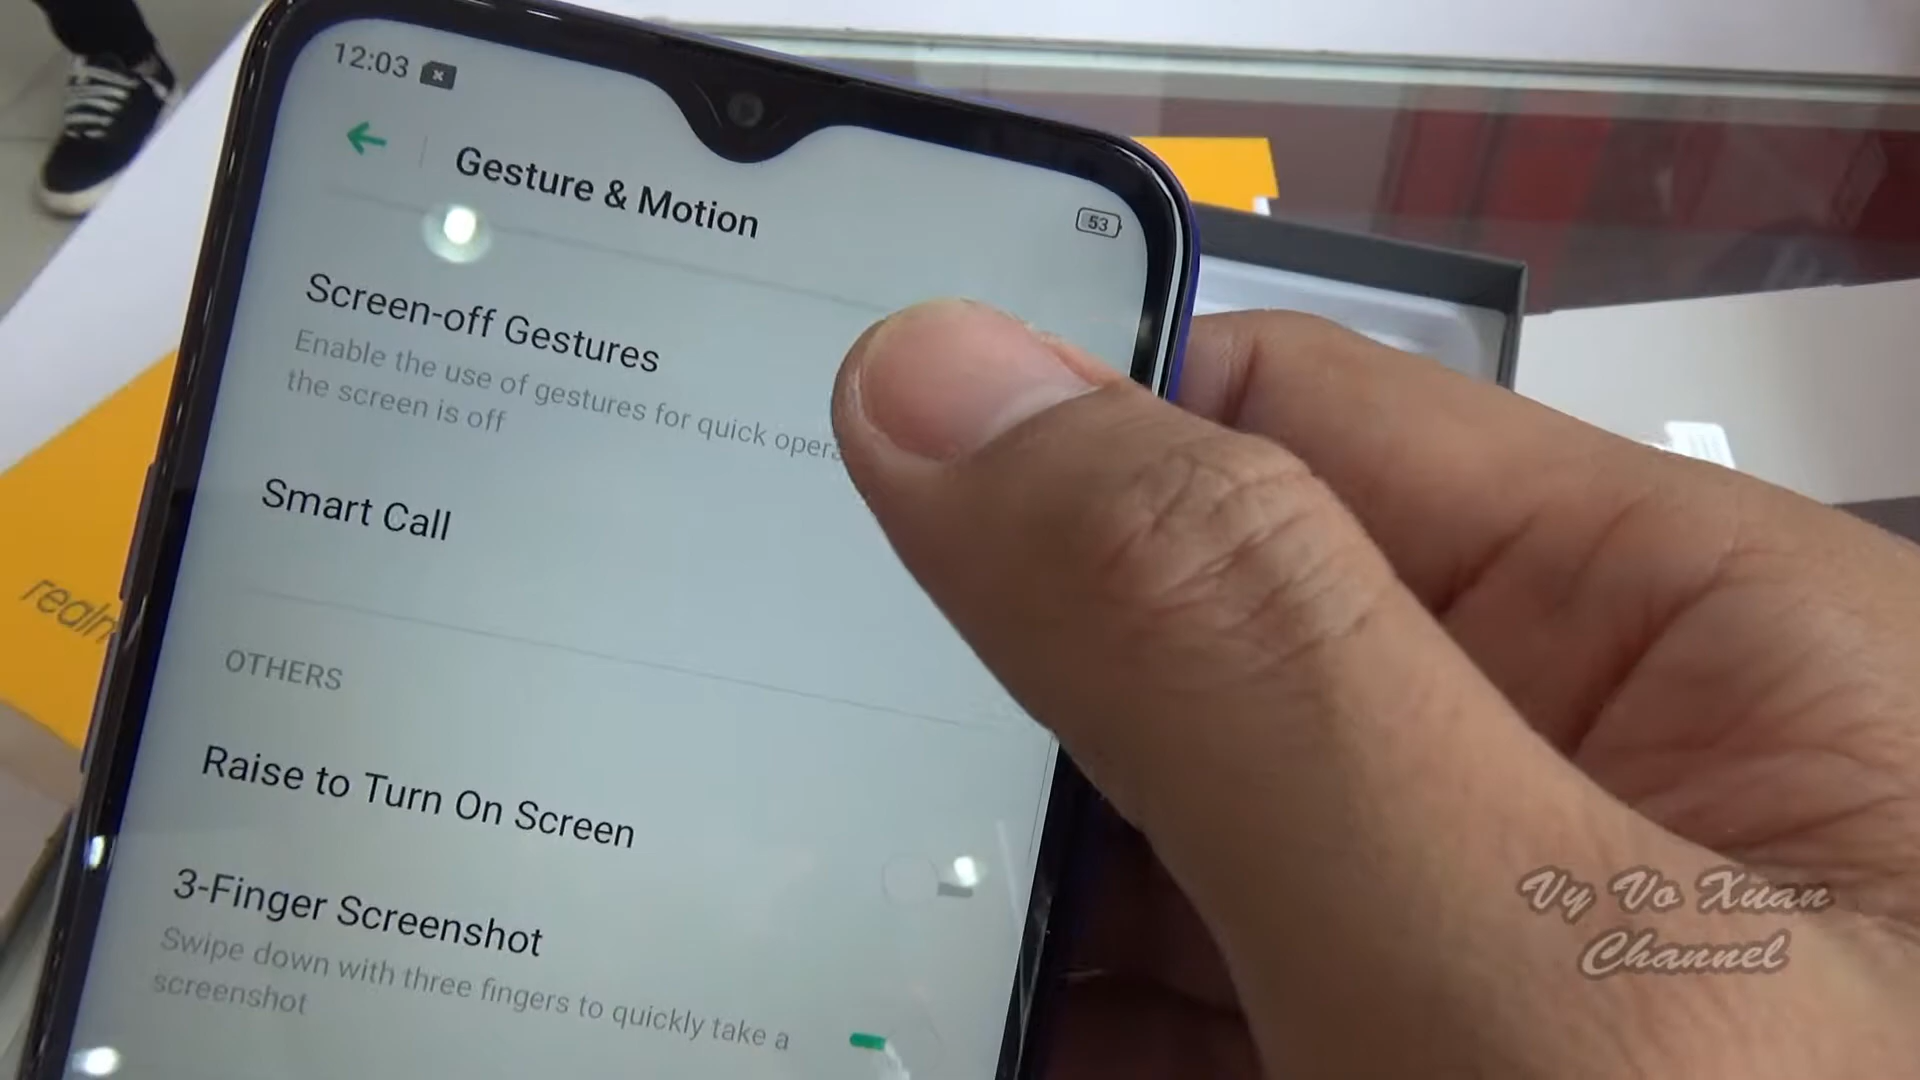 12:03
53
Gesture & Motion
Screen-off Gestures
Enable the use of gestures for quick
the screen is off
Smart Call
OTHERS
Raise to Turn On Screen
3-Finger Screenshot
Swipe down with three fingers to quickly take a
screenshot
Vy Vo Xuan
Channel